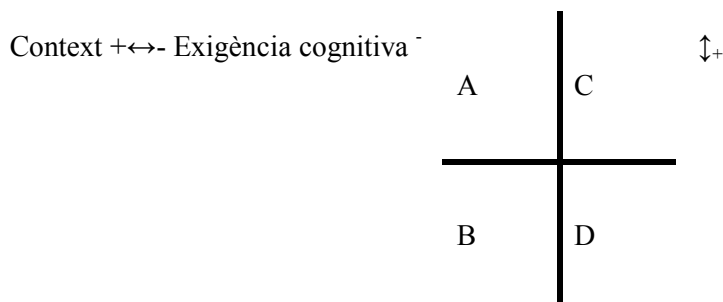 Context +↔- Exigència cognitiva - ↕+
A C
B D